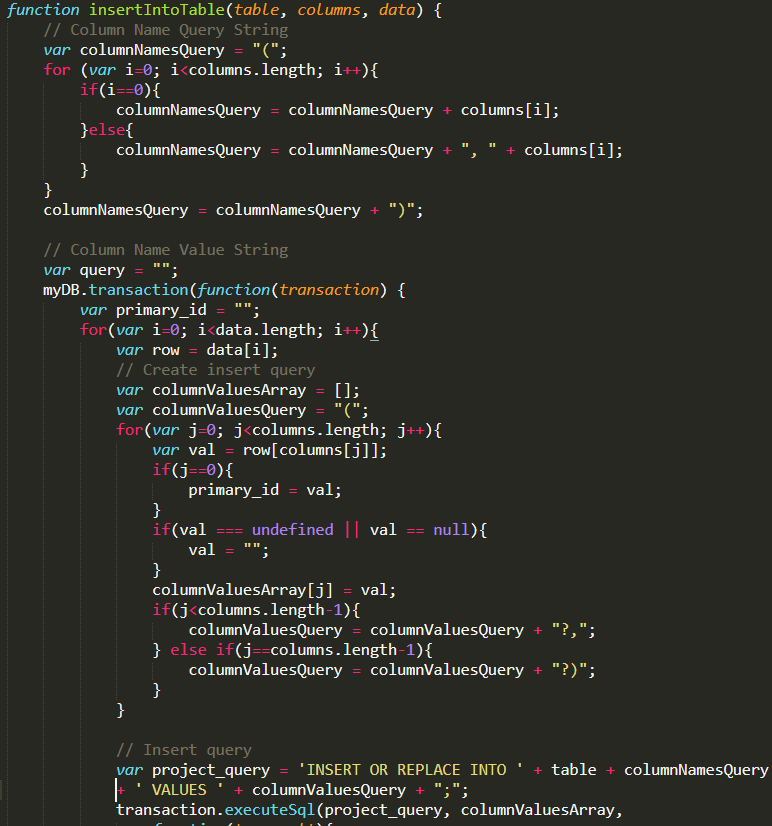 function insertIntoTable(table, columns, data) {
    // Column Name Query String
    var columnNamesQuery = "(";
    for (var i=0; i<columns.length; i++){
        if(i==0){
            columnNamesQuery = columnNamesQuery + columns[i];
        }else{
            columnNamesQuery = columnNamesQuery + ", " + columns[i];
        }
    }
    columnNamesQuery = columnNamesQuery + ")";

    // Column Name Value String
    var query = "";
    myDB.transaction(function(transaction) {
        var primary_id = "";
        for(var i=0; i<data.length; i++){
            var row = data[i];
            // Create insert query
            var columnValuesArray = [];
            var columnValuesQuery = "(";
            for(var j=0; j<columns.length; j++){
                var val = row[columns[j]];
                if(j==0){
                    primary_id = val;
                }
                if(val === undefined || val == null){
                    val = "";
                }
                columnValuesArray[j] = val;
                if(j<columns.length-1){
                    columnValuesQuery = columnValuesQuery + "?,";
                } else if(j==columns.length-1){
                    columnValuesQuery = columnValuesQuery + "?)";
                }
            }

            // Insert query
            var project_query = 'INSERT OR REPLACE INTO ' + table + columnNamesQuery
            + ' VALUES ' + columnValuesQuery + ";";
            transaction.executeSql(project_query, columnValuesArray,